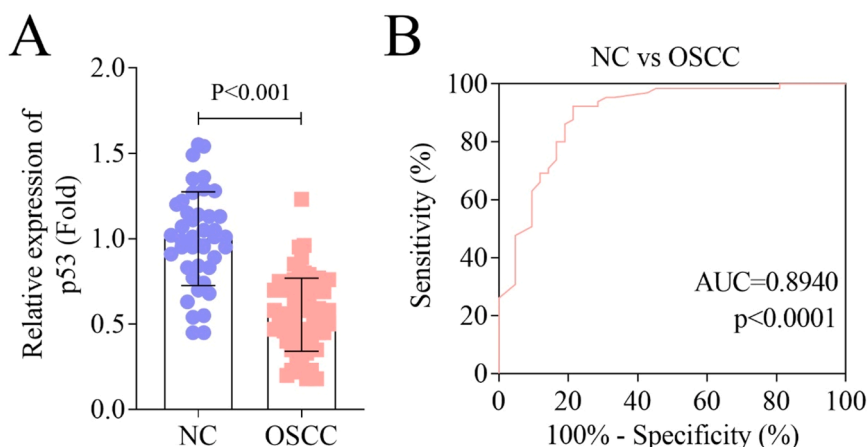 A
Relative expression of
p53 (Fold)
2.0
1.5
1.0
0.5
0.0
P<0.001
NC
OSCC
B
NC vs OSCC
Sensitivity (%)
100
80
60
40
20
0
AUC=0.8940
p<0.0001
0
20
40
60
80
100
100% - Specificity (%)